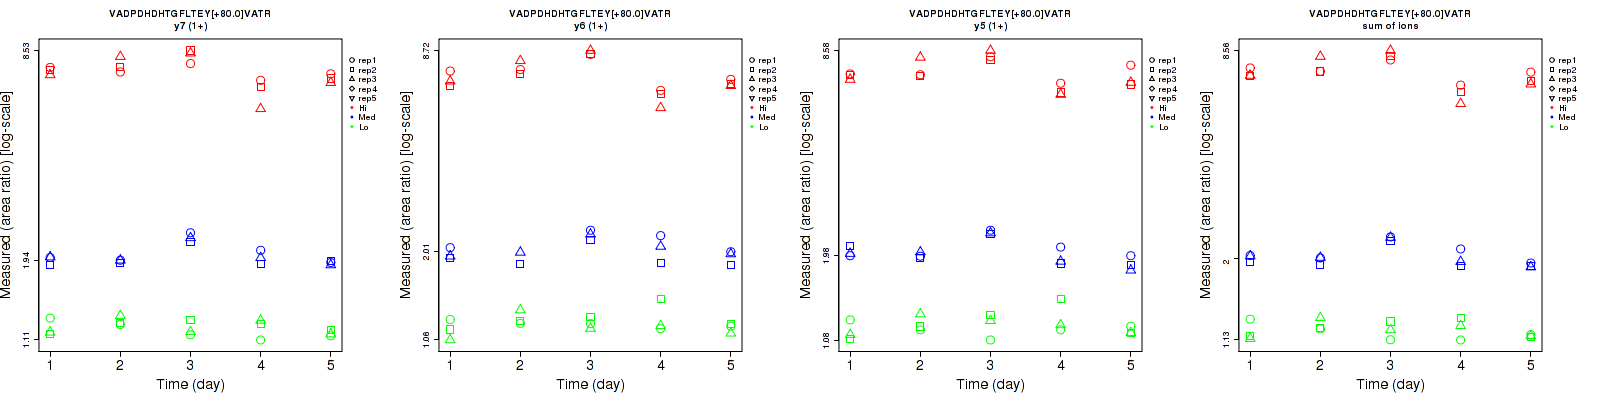 VADPDHDHTGFLTEY[+80.0]VATR
y7 (1+)
Measured (area ratio) [log-scale]
8.53
1.94
1.11
1 2 3 4 5
Time (day)
rep1
rep2
rep3
rep4
rep5
Hi
Med
Lo
VADPDHDHTGFLTEY[+80.0]VATR
y6 (1+)
Measured (area ratio) [log-scale]
8.72
2.01
1.06
1 2 3 4 5
Time (day)
rep1
rep2
rep3
rep4
rep5
Hi
Med
Lo
VADPDHDHTGFLTEY[+80.0]VATR
y5 (1+)
Measured (area ratio) [log-scale]
8.58
1.98
1.08
1 2 3 4 5
Time (day)
rep1
rep2
rep3
rep4
rep5
Hi
Med
Lo
VADPDHDHTGFLTEY[+80.0]VATR
sum of ions
Measured (area ratio) [log-scale]
8.56
2
1.13
1 2 3 4 5
Time (day)
rep1
rep2
rep3
rep4
rep5
Hi
Med
Lo